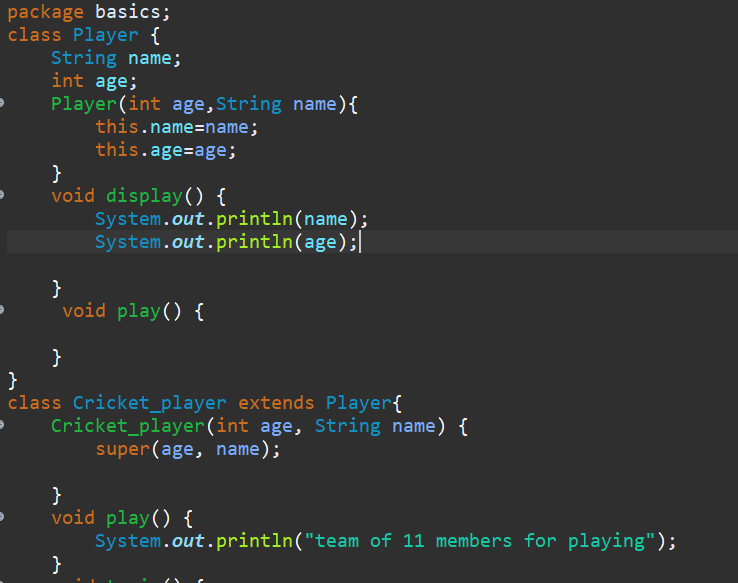 package basics;
class Player {
    String name;
    int age;
    Player(int age,String name){
        this.name=name;
        this.age=age;
    }
    void display() {
        System.out.println(name);
        System.out.println(age);
    }
     void play() {
    }
}
class Cricket_player extends Player{
    Cricket_player(int age, String name) {
        super(age, name);
    }
    void play() {
        System.out.println("team of 11 members for playing");
    }